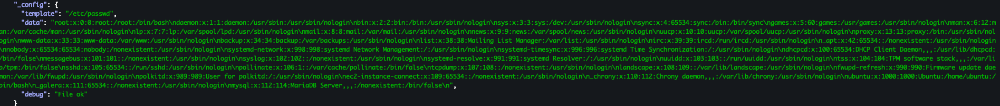 "_config": {
"template": "/etc/passwd",
"data": "root:x:0:0:root:/root:/bin/bash\ndaemon:x:1:1:daemon:/usr/sbin:/usr/sbin/nologin\nbin:x:2:2:bin:/bin:/usr/sbin/nologin\nsys:x:3:3:sys:/dev:/usr/sbin/nologin\nsync:x:4:65534:sync:/bin:/bin/sync\ngames:x:5:60:games:/usr/games:/usr/sbin/nologin\nman:x:6:12:m
an:/var/cache/man:/usr/sbin/nologin\nlp:x:7:7:lp:/var/spool/lpd:/usr/sbin/nologin\nmail:x:8:8:mail:/var/mail:/usr/sbin/nologin\nnews:x:9:9:news:/var/spool/news:/usr/sbin/nologin\nuucp:x:10:10:uucp:/var/spool/uucp:/usr/sbin/nologin\nproxy:x:13:13:proxy:/bin:/usr/sbin/nol
ogin\nwww-data:x:33:33:www-data:/var/www:/usr/sbin/nologin\nbackup:x:34:34:backup:/var/backups:/usr/sbin/nologin\nlist:x:38:38:Mailing List Manager:/var/list:/usr/sbin/nologin\nirc:x:39:39:ircd:/run/ircd:/usr/sbin/nologin\n_apt:x:42:65534::/nonexistent:/usr/sbin/nologin
\nnobody:x:65534:65534:nobody:/nonexistent:/usr/sbin/nologin\nsystemd-network:x:998:998:systemd Network Management:/:/usr/sbin/nologin\nsystemd-timesync:x:996:996:systemd Time Synchronization:/:/usr/sbin/nologin\ndhcpcd:x:100:65534:DHCP Client Daemon,,,:/usr/lib/dhcpcd:
/bin/false\nmessagebus:x:101:101::/nonexistent:/usr/sbin/nologin\nsyslog:x:102:102::/nonexistent:/usr/sbin/nologin\nsystemd-resolve:x:991:991:systemd Resolver:/:/usr/sbin/nologin\nuuidd:x:103:103::/run/uuidd:/usr/sbin/nologin\ntss:x:104:104:TPM software stack,,,:/var/li
b/tpm:/bin/false\nsshd:x:105:65534::/run/sshd:/usr/sbin/nologin\npollinate:x:106:1::/var/cache/pollinate:/bin/false\ntcpdump:x:107:108::/nonexistent:/usr/sbin/nologin\nlandscape:x:108:109::/var/lib/landscape:/usr/sbin/nologin\nfwupd-refresh:x:990:990:Firmware update dae
mon:/var/lib/fwupd:/usr/sbin/nologin\npolkitd:x:989:989:User for polkitd:/:/usr/sbin/nologin\nec2-instance-connect:x:109:65534::/nonexistent:/usr/sbin/nologin\n_chrony:x:110:112:Chrony daemon,,,:/var/lib/chrony:/usr/sbin/nologin\nubuntu:x:1000:1000:Ubuntu:/home/ubuntu:/
bin/bash\n_galera:x:111:65534::/nonexistent:/usr/sbin/nologin\nmysql:x:112:114:MariaDB Server,,,:/nonexistent:/bin/false\n",
"debug": "File ok"
}